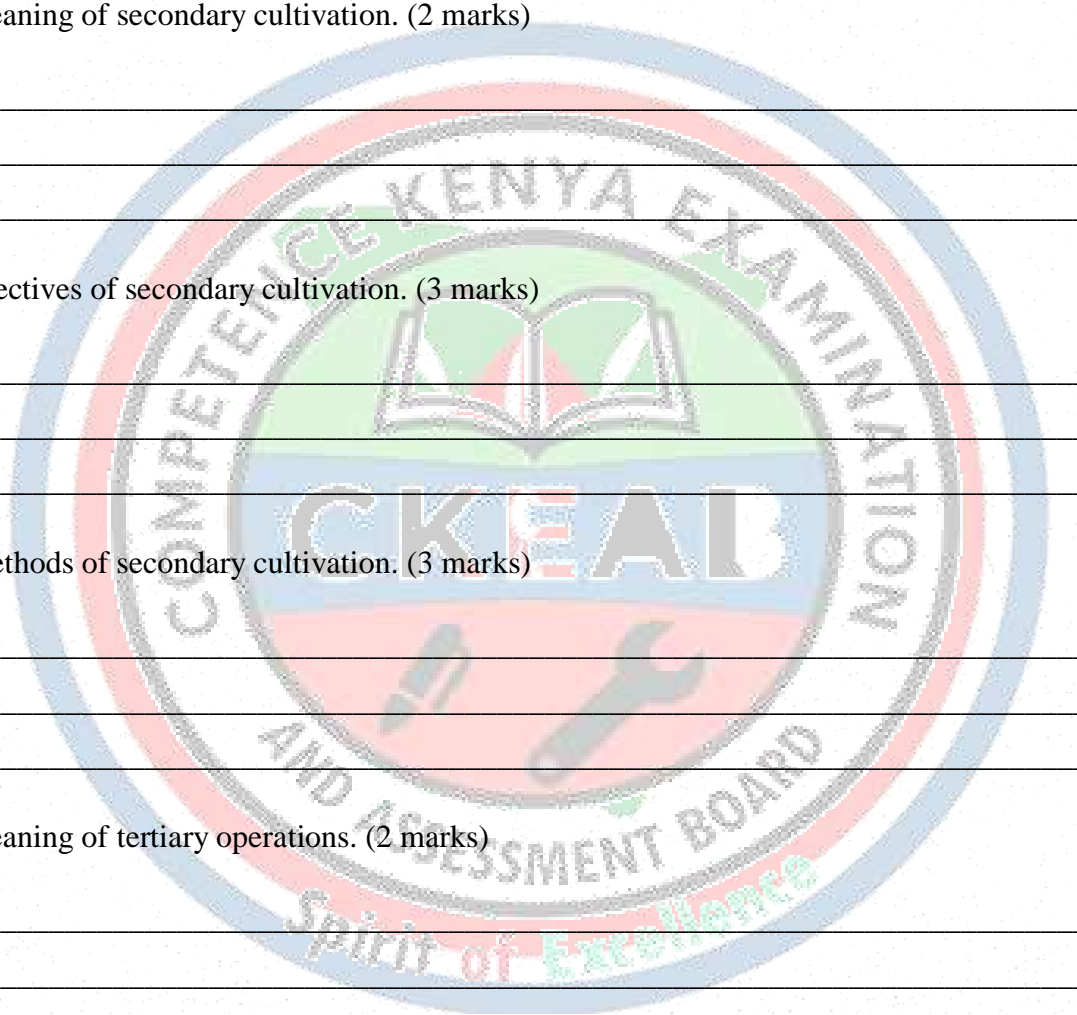 eaning of secondary cultivation. (2 marks)
ectives of secondary cultivation. (3 marks)
ethods of secondary cultivation. (3 marks)
eaning of tertiary operations. (2 marks)
COMPETENCE KENYA EXAMINATION
AND ASSESSMENT BOARD
CKEAB
Spirit of Excellence